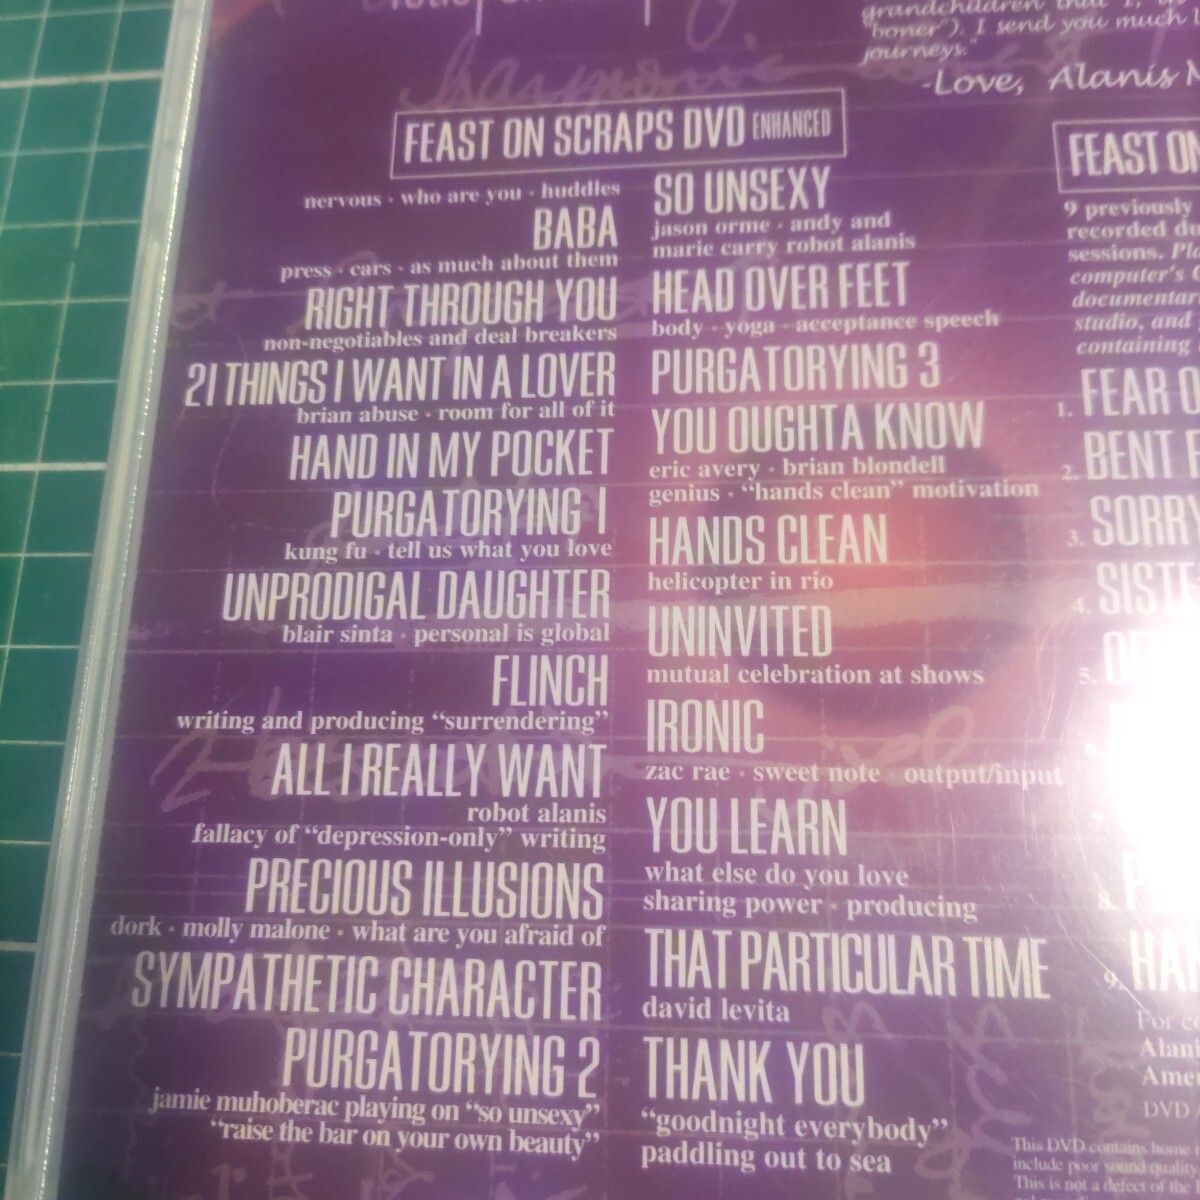 harmonic
grandchildren that I, in
"boner"). I send you much
journeys."
-Love, Alanis
FEAST ON SCRAPS DVD ENHANCED
nervous · who are you · huddles
BABA
press · cars · as much about them
RIGHT THROUGH YOU
non-negotiables and deal breakers
21 THINGS I WANT IN A LOVER
brian abuse · room for all of it
HAND IN MY POCKET
PURGATORYING 1
kung fu · tell us what you love
UNPRODIGAL DAUGHTER
blair sinta · personal is global
FLINCH
writing and producing "surrendering"
ALL I REALLY WANT
robot alanis
fallacy of "depression-only" writing
PRECIOUS ILLUSIONS
dork · molly malone · what are you afraid of
SYMPATHETIC CHARACTER
PURGATORYING 2
jamie muhoberac playing on "so unsexy"
"raise the bar on your own beauty"
SO UNSEXY
jason orme · andy and
marie carry robot alanis
HEAD OVER FEET
body · yoga · acceptance speech
PURGATORYING 3
YOU OUGHTA KNOW
eric avery · brian blondell
genius · "hands clean" motivation
HANDS CLEAN
helicopter in rio
UNINVITED
mutual celebration at shows
IRONIC
zac rae · sweet note · output/input
YOU LEARN
what else do you love
sharing power · producing
THAT PARTICULAR TIME
david levita
THANK YOU
"goodnight everybody"
paddling out to sea
FEAST ON
9 previously
recorded
sessions.
computer's
documentar
studio, and
containing
1. FEAR
2. BENT
3. SORRY
4. SISTE
5.
7.
8.
9. HAN
For
Alani
Amer
DVD
This DVD contains home
include poor sound quality
This is not a defect of the